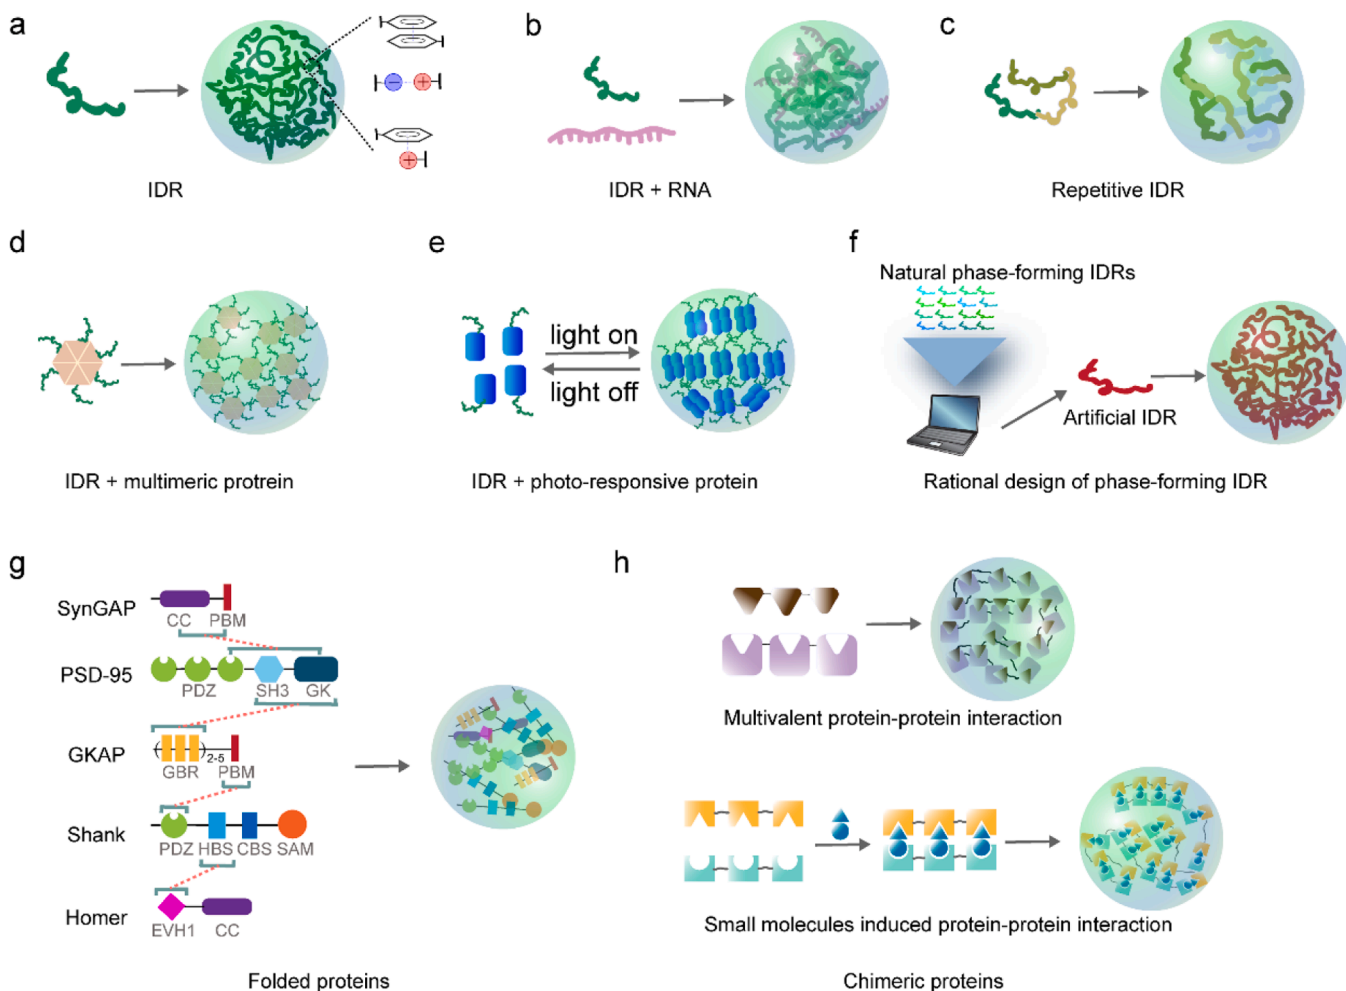 a
IDR
b
IDR + RNA
c
Repetitive IDR
d
IDR + multimeric protrein
e
light on
light off
IDR + photo-responsive protein
f
Natural phase-forming IDRs
Artificial IDR
Rational design of phase-forming IDR
g
SynGAP
CC PBM
PSD-95
PDZ SH3 GK
GKAP
GBR 2-5 PBM
Shank
PDZ HBS CBS SAM
Homer
EVH1 CC
Folded proteins
h
Multivalent protein-protein interaction
Small molecules induced protein-protein interaction
Chimeric proteins